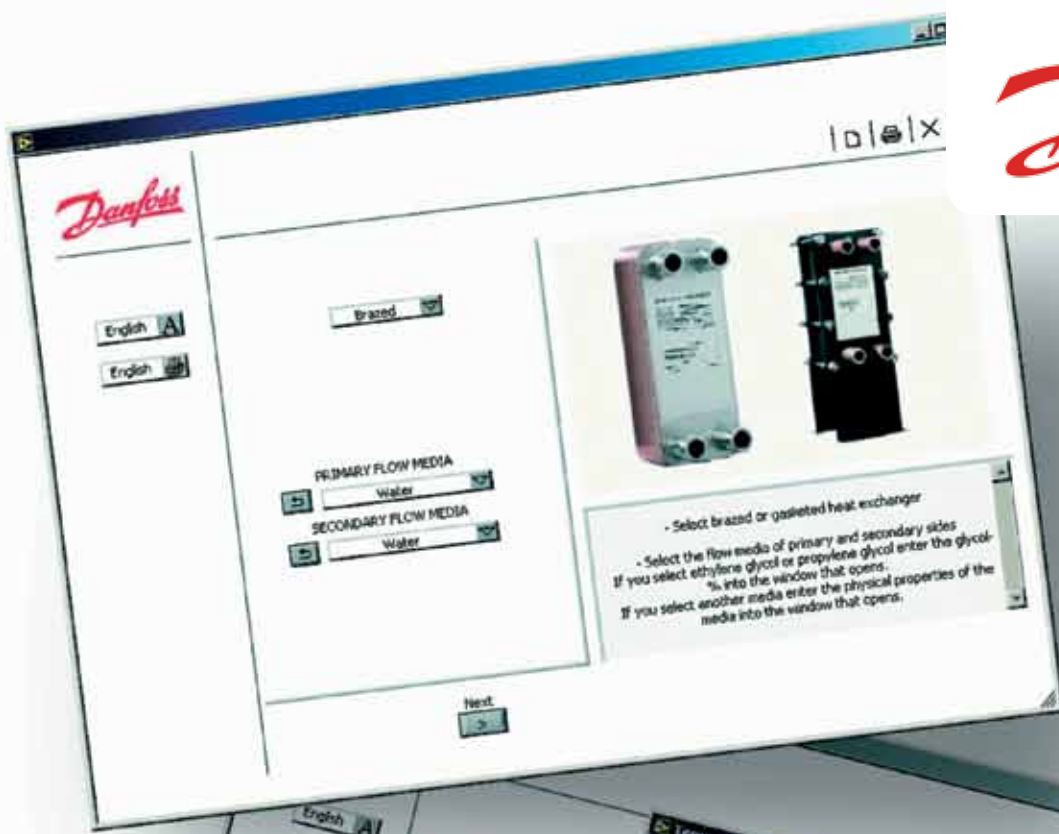 Danfoss
English A
English
Brazed
PRIMARY FLOW MEDIA
Water
SECONDARY FLOW MEDIA
Water
- Select brazed or gasketed heat exchanger
- Select the flow media of primary and secondary sides
If you select ethylene glycol or propylene glycol enter the glycol-
% into the window that opens.
If you select another media enter the physical properties of the
media into the window that opens.
Next
>
English A